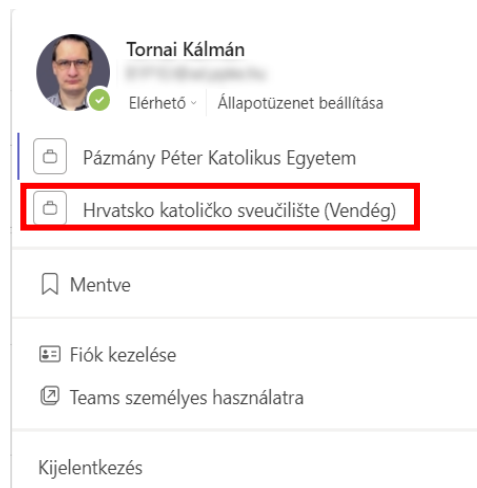 Tornai Kálmán
Elérhető
Állapotüzenet beállítása
Pázmány Péter Katolikus Egyetem
Hrvatsko katoličko sveučilište (Vendég)
Mentve
Fiók kezelése
Teams személyes használatra
Kijelentkezés